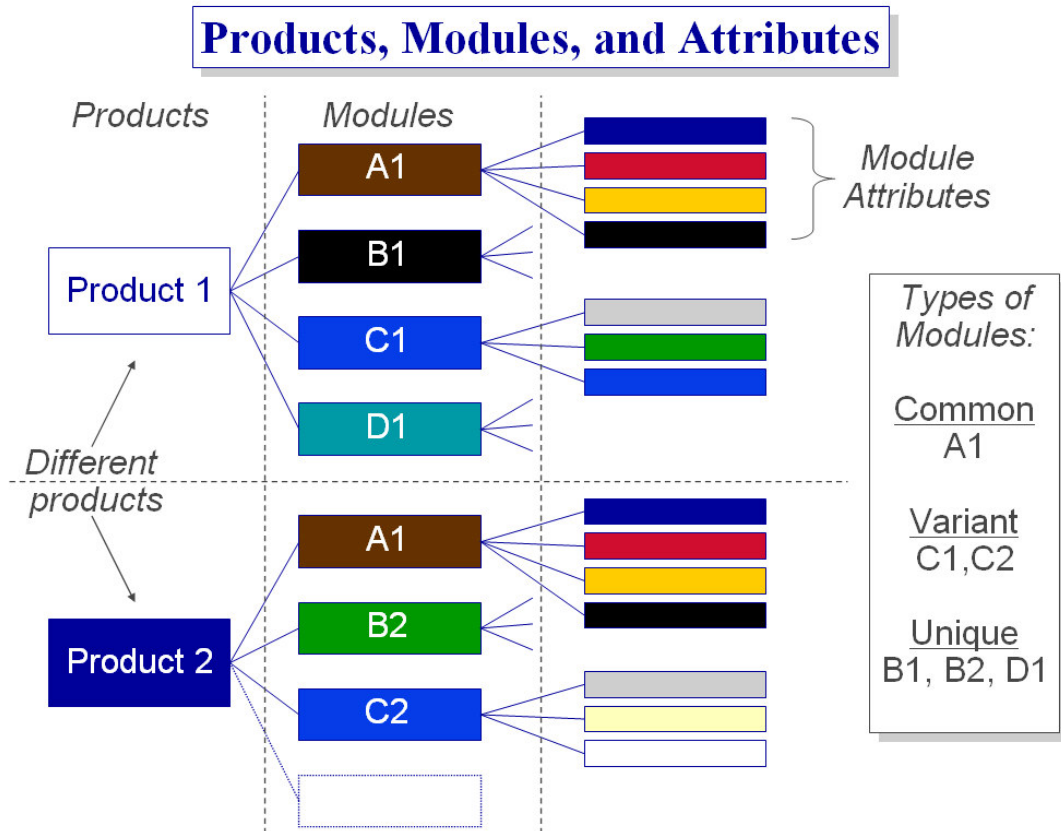 Products, Modules, and Attributes
Products
Modules
Module
Attributes
A1
B1
Product 1
C1
D1
Types of
Modules:
Common
A1
Variant
C1,C2
Unique
B1, B2, D1
Different
products
A1
B2
Product 2
C2